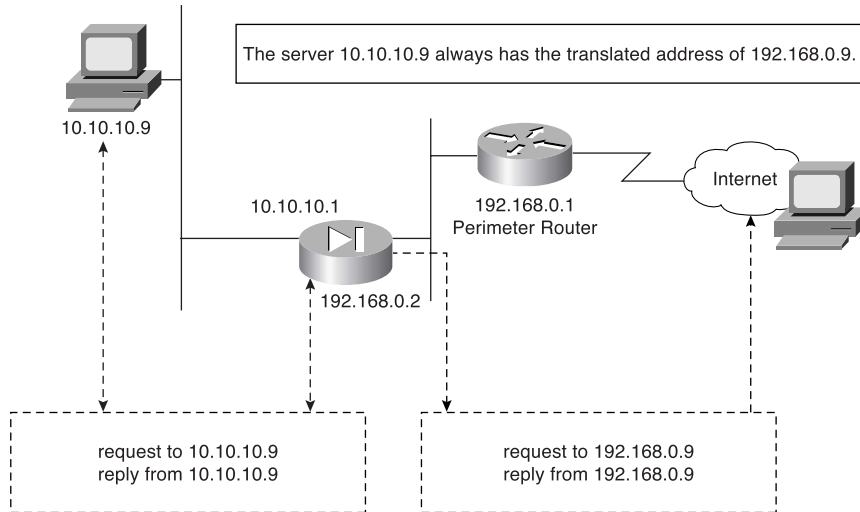 The server 10.10.10.9 always has the translated address of 192.168.0.9.
10.10.10.9
10.10.10.1
192.168.0.2
192.168.0.1
Perimeter Router
Internet
request to 10.10.10.9
reply from 10.10.10.9
request to 192.168.0.9
reply from 192.168.0.9